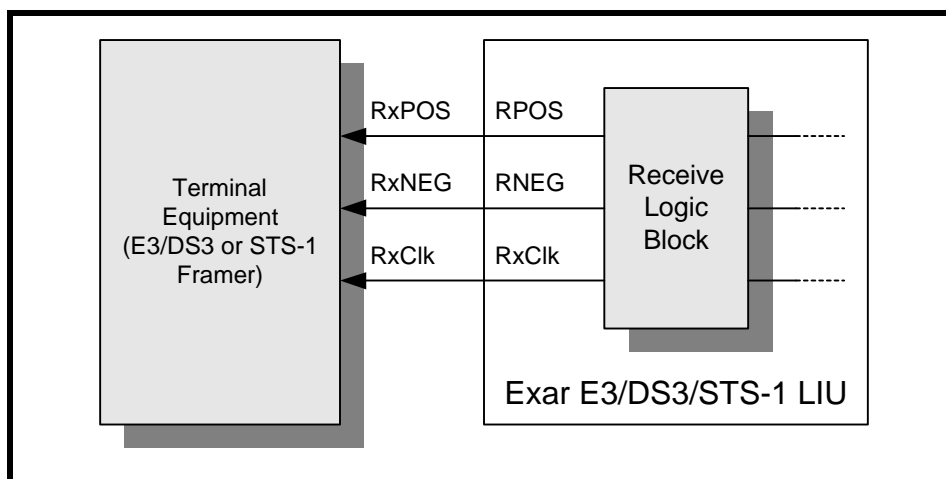 RxPOS
RPOS
RxNEG
RNEG
RxClk
RxClk
Terminal
Equipment
(E3/DS3 or STS-1
Framer)
Receive
Logic
Block
Exar E3/DS3/STS-1 LIU